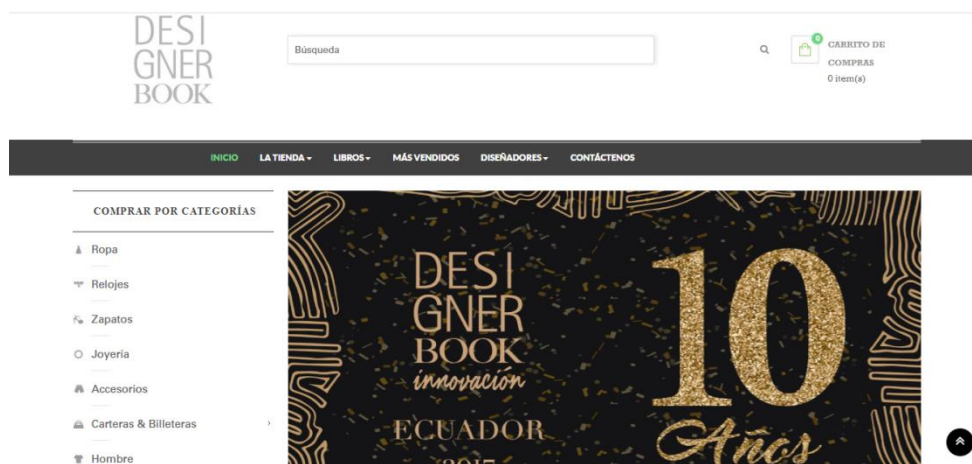 DESI
GNER
BOOK
Búsqueda
0
CARRITO DE
COMPRAS
0 item(s)
INICIO LA TIENDA LIBROS MÁS VENDIDOS DISEÑADORES CONTÁCTENOS
COMPRAR POR CATEGORÍAS
Ropa
Relojes
Zapatos
Joyería
Accesorios
Carteras & Billeteras
Hombre
DESI
GNER
BOOK
innovación
ECUADOR
10
Años